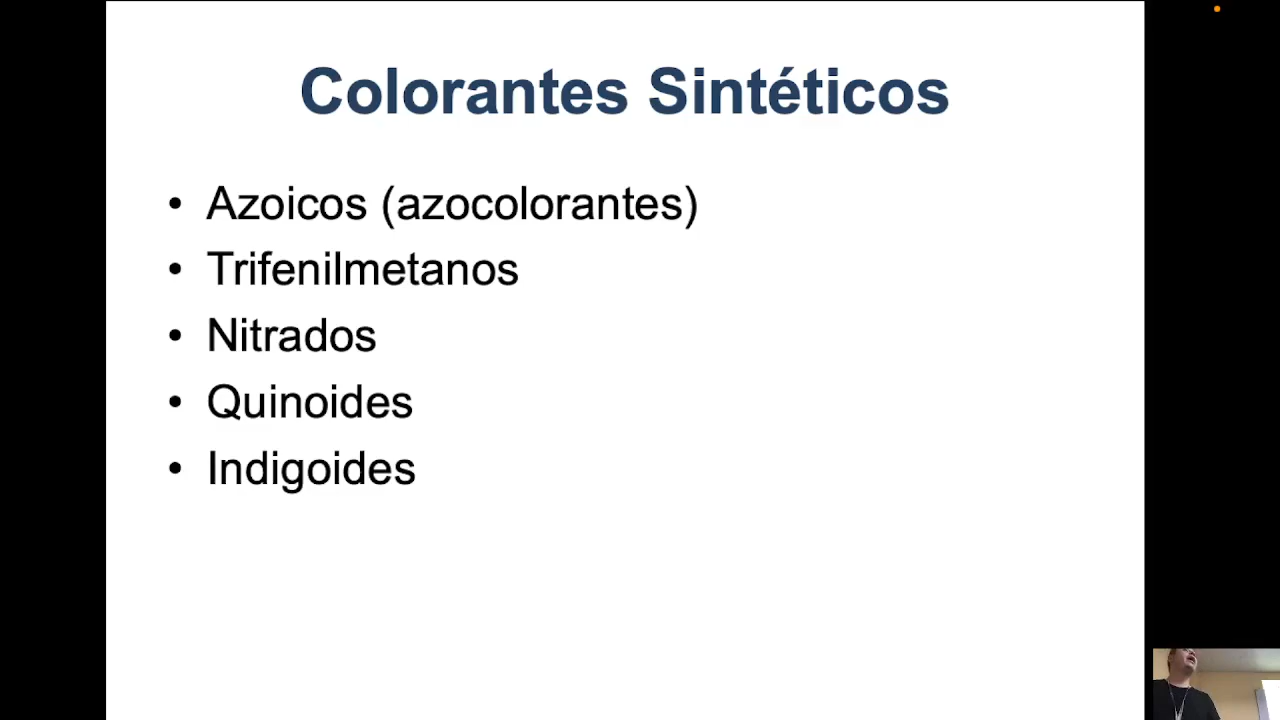 Colorantes Sintéticos
• Azoicos (azocolorantes)
• Trifenilmetanos
• Nitrados
• Quinoides
• Indigoides